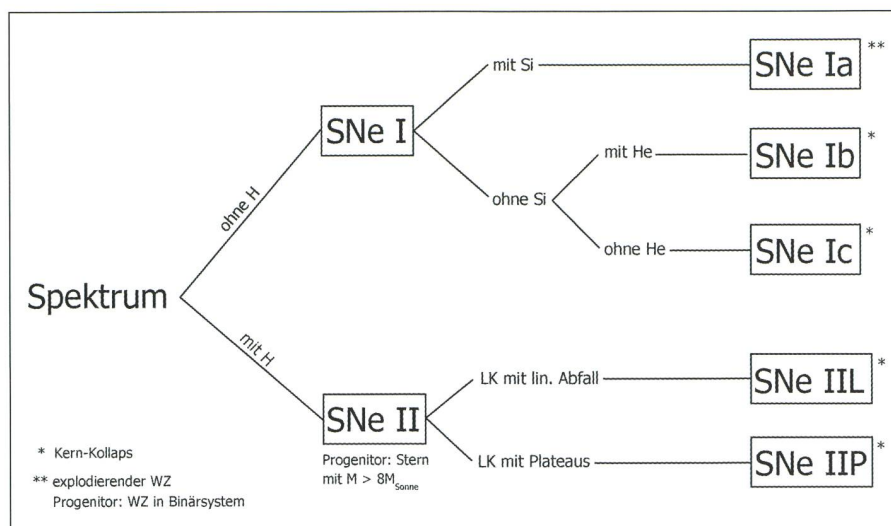 Spektrum
ohne H
SNe I
mit Si
SNe Ia **
ohne Si
mit He
SNe Ib *
ohne He
SNe Ic *
mit H
SNe II
Progenitor: Stern
mit M > 8M Sonne
LK mit lin. Abfall
SNe IIL *
LK mit Plateaus
SNe IIP *
* Kern-Kollaps
** explodierender WZ
Progenitor: WZ in Binärsystem